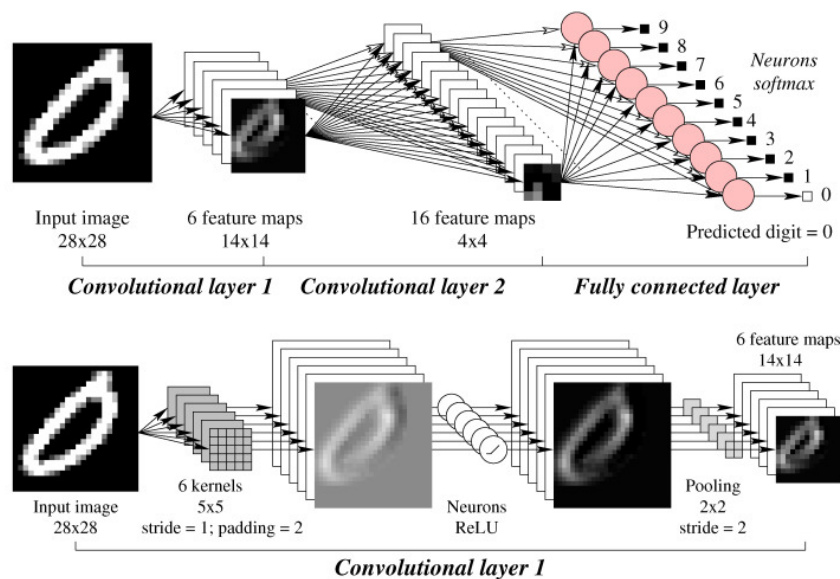 9
8
7
6
5
4
3
2
1
0
Neurons
softmax
Input image
28x28
6 feature maps
14x14
16 feature maps
4x4
Predicted digit = 0
Convolutional layer 1
Convolutional layer 2
Fully connected layer
6 feature maps
14x14
Input image
28x28
6 kernels
5x5
stride = 1; padding = 2
Neurons
ReLU
Pooling
2x2
stride = 2
Convolutional layer 1